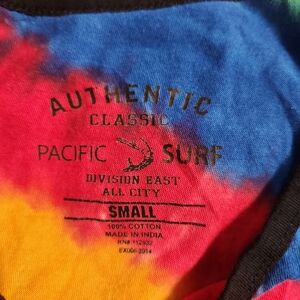 AUTHENTIC
CLASSIC
PACIFIC SURF
DIVISION EAST
ALL CITY
SMALL
100% COTTON
MADE IN INDIA